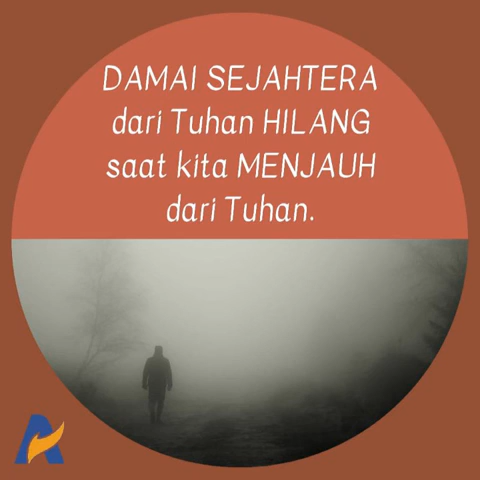 DAMAI SEJAHTERA
dari Tuhan HILANG
saat kita MENJAUH
dari Tuhan.